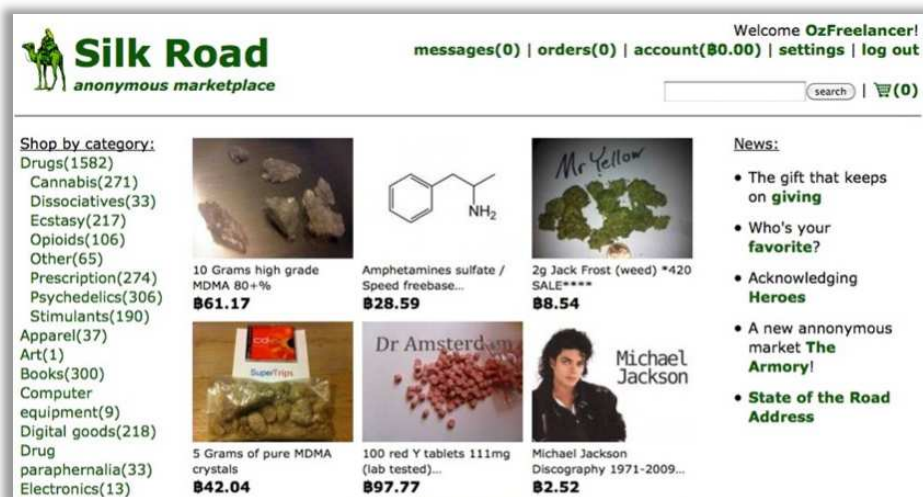 Silk Road
anonymous marketplace
Welcome OzFreelancer!
messages(0) | orders(0) | account(฿0.00) | settings | log out
search | (0)
Shop by category:
Drugs(1582)
Cannabis(271)
Dissociatives(33)
Ecstasy(217)
Opioids(106)
Other(65)
Prescription(274)
Psychedelics(306)
Stimulants(190)
Apparel(37)
Art(1)
Books(300)
Computer
equipment(9)
Digital goods(218)
Drug
paraphernalia(33)
Electronics(13)
10 Grams high grade
MDMA 80+%
฿61.17
NH2
Amphetamines sulfate /
Speed freebase...
฿28.59
Mr Yellow
2g Jack Frost (weed) *420
SALE****
฿8.54
SuperTrips
5 Grams of pure MDMA
crystals
฿42.04
Dr Amsterdam
100 red Y tablets 111mg
(lab tested)...
฿97.77
Michael
Jackson
Michael Jackson
Discography 1971-2009...
฿2.52
News:
• The gift that keeps
on giving
• Who's your
favorite?
• Acknowledging
Heroes
• A new annonymous
market The
Armory!
• State of the Road
Address